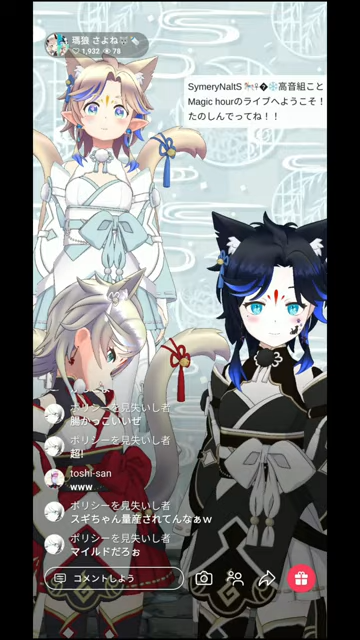 瑪狼 さよね
♡ 1,932 78
SymeryNaltS 高音組こと
Magic hourのライブへようこそ！
たのしんでってね！！
ポリシーを見失いし者
腸かっこいいぜ
ポリシーを見失いし者
超!
toshi-san
www
ポリシーを見失いし者
スギちゃん量産されてんなぁw
ポリシーを見失いし者
マイルドだろぉ
コメントしよう